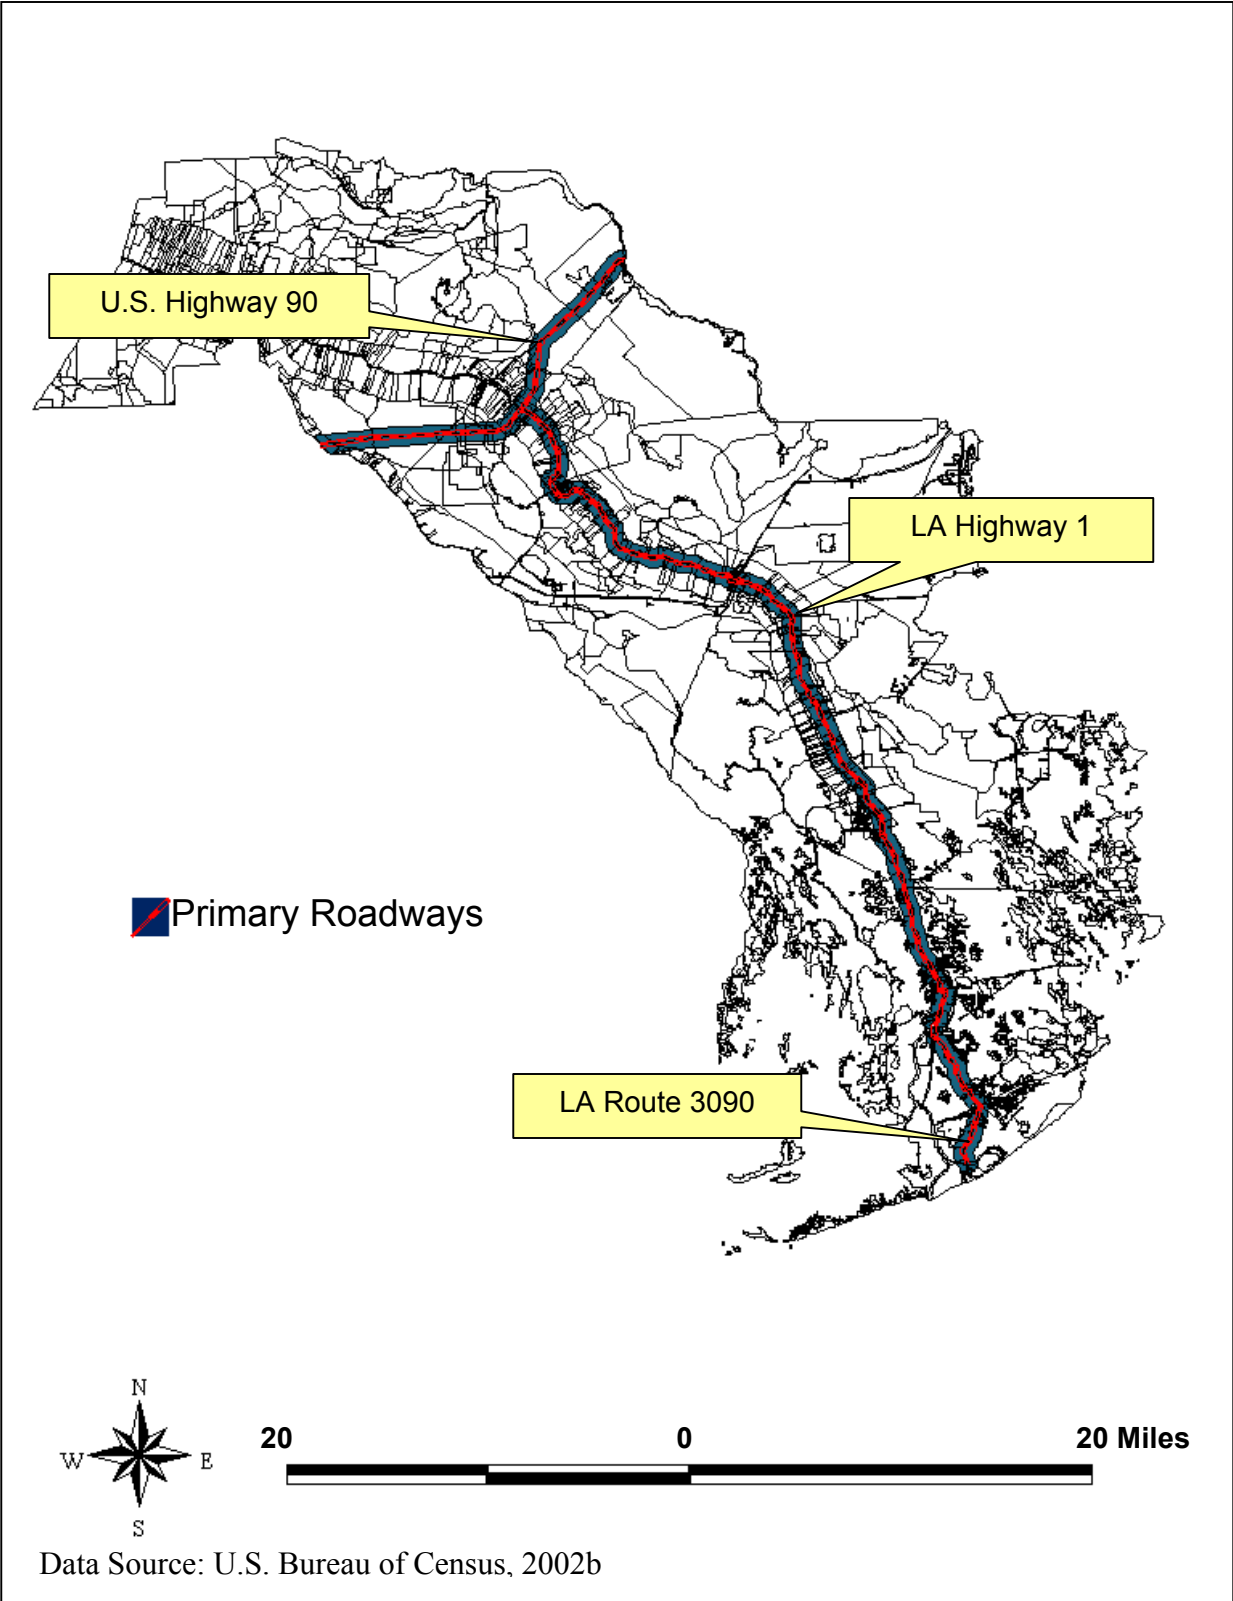 U.S. Highway 90
LA Highway 1
Primary Roadways
LA Route 3090
N
W E
S
20 0 20 Miles
Data Source: U.S. Bureau of Census, 2002b